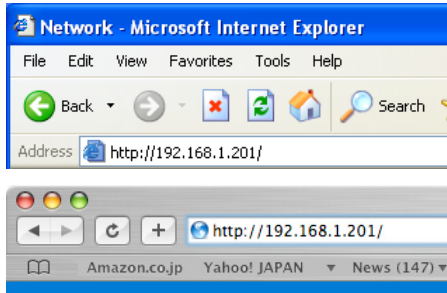 Network - Microsoft Internet Explorer
File Edit View Favorites Tools Help
Back Search
Address http://192.168.1.201/
http://192.168.1.201/
Amazon.co.jp Yahoo! JAPAN News (147)